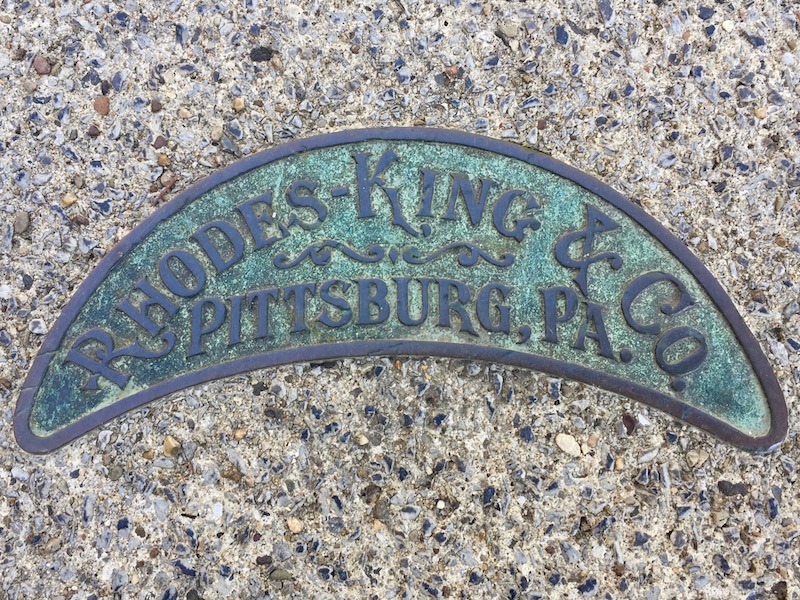 RHODES-KING & CO.
PITTSBURG, PA.